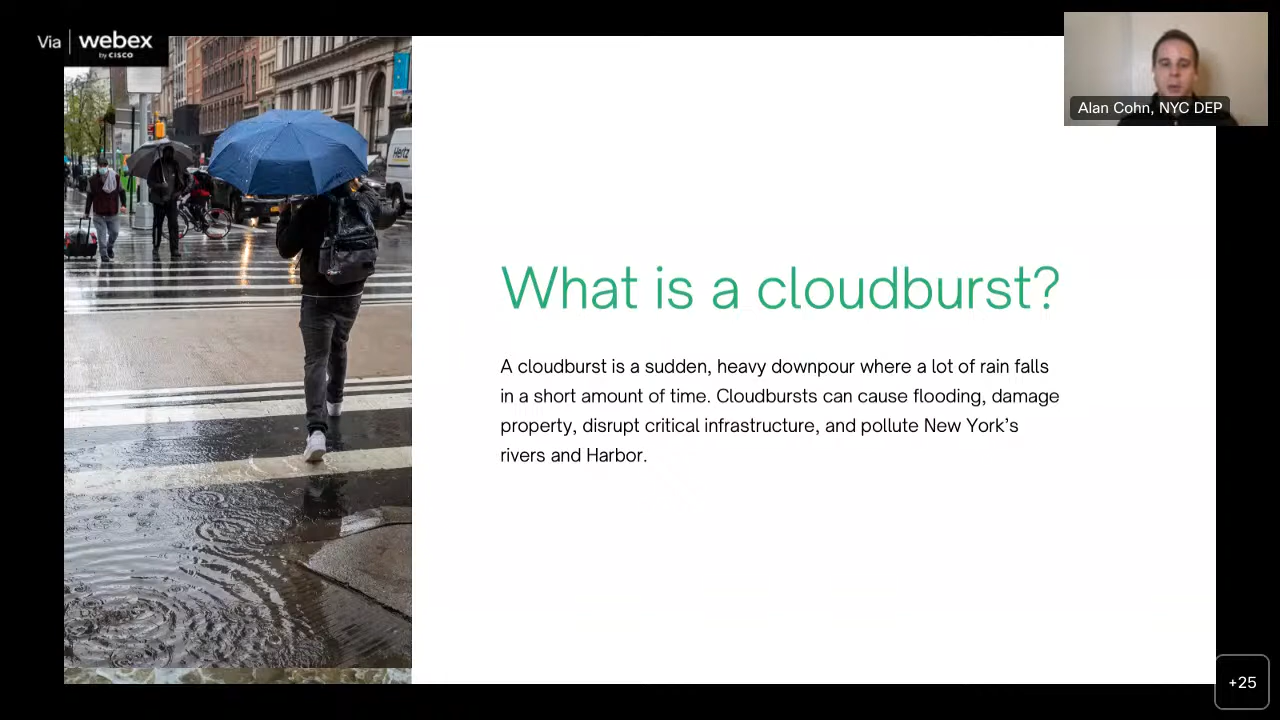 Via webex
by CISCO
Alan Cohn, NYC DEP
Hertz
What is a cloudburst?
A cloudburst is a sudden, heavy downpour where a lot of rain falls
in a short amount of time. Cloudbursts can cause flooding, damage
property, disrupt critical infrastructure, and pollute New York’s
rivers and Harbor.
+25